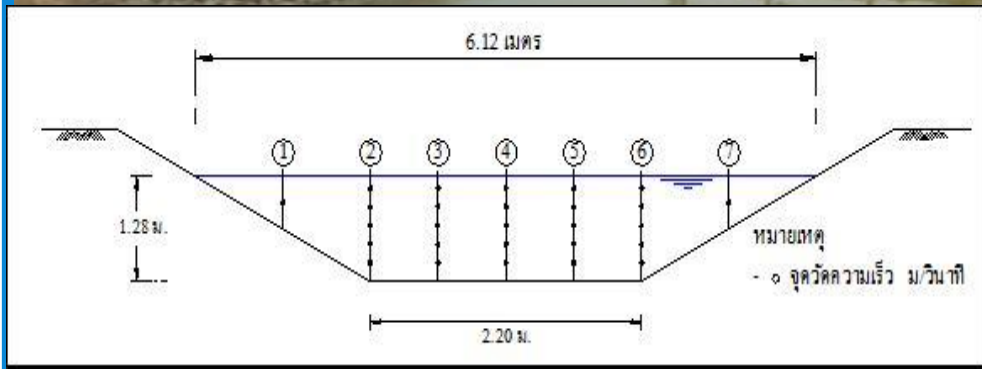 6.12 เมตร
1 2 3 4 5 6 7
1.28 ม.
หมายเหตุ
- ๐ จุดวัดความเร็ว ม/วินาที
2.20 ม.